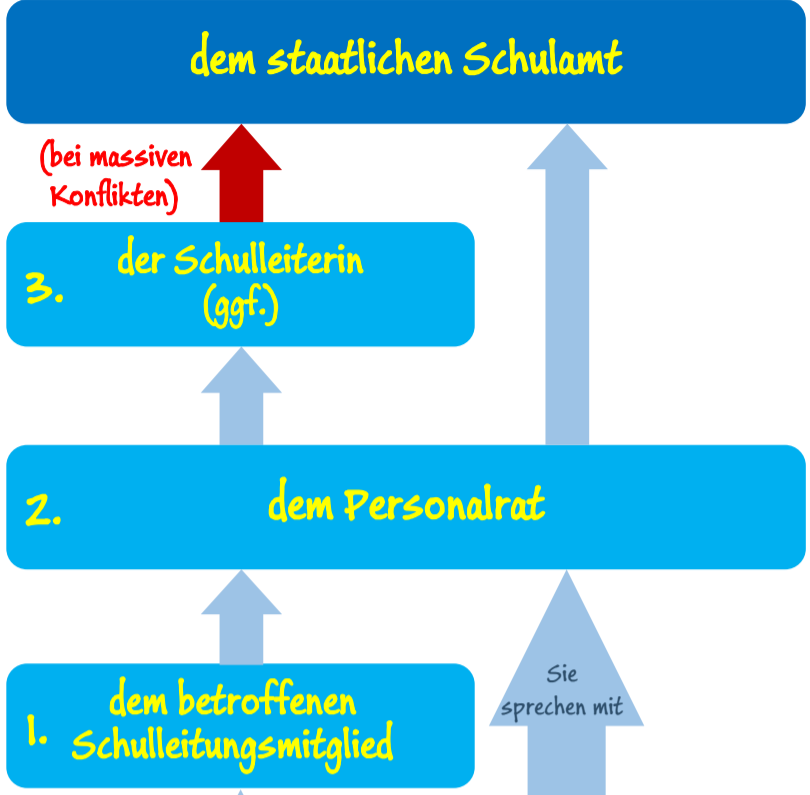 dem staatlichen Schulamt
(bei massiven
Konflikten)
der Schulleiterin
3.
(ggf.)
2.
dem Personalrat
dem betroffenen
1.
Schulleitungsmitglied
Sie
sprechen mit